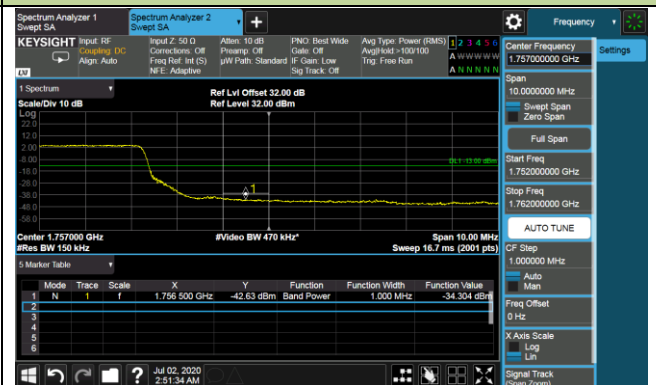 Spectrum Analyzer 1
Swept SA
Spectrum Analyzer 2
Swept SA
+
Frequency
KEYSIGHT
Input: RF
Coupling: DC
Align: Auto
Input Z: 50 Ω
Corrections: Off
Freq Ref: Int (S)
NFE: Adaptive
Atten: 10 dB
Preamp: Off
µW Path: Standard
PNO: Best Wide
Gate: Off
IF Gain: Low
Sig Track: Off
Avg Type: Power (RMS)
Avg|Hold:>100/100
Trig: Free Run
1 2 3 4 5 6
A W W W W W
A N N N N N
LXI
Center Frequency
1.757000000 GHz
Settings
Span
10.0000000 MHz
Swept Span
Zero Span
Full Span
Start Freq
1.752000000 GHz
Stop Freq
1.762000000 GHz
AUTO TUNE
CF Step
1.000000 MHz
Auto
Man
Freq Offset
0 Hz
X Axis Scale
Log
Lin
Signal Track
(Span Zoom)
1 Spectrum
Scale/Div 10 dB
Ref Lvl Offset 32.00 dB
Ref Level 32.00 dBm
Log
22.0
12.0
2.00
-8.00
-18.0
-28.0
-38.0
-48.0
-58.0
DL1 -13.00 dBm
1
Center 1.757000 GHz
#Video BW 470 kHz*
Span 10.00 MHz
#Res BW 150 kHz
Sweep 16.7 ms (2001 pts)
5 Marker Table
Mode Trace Scale X Y Function Function Width Function Value
1 N 1 f 1.756 500 GHz -42.63 dBm Band Power 1.000 MHz -34.304 dBm
2
3
4
5
6
?
Jul 02, 2020
2:51:34 AM